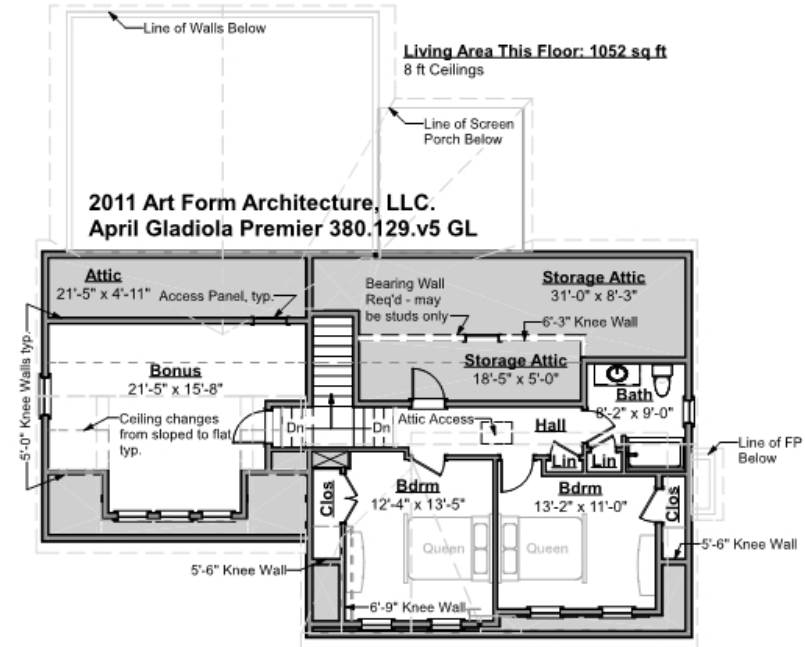 Line of Walls Below
Living Area This Floor: 1052 sq ft
8 ft Ceilings
Line of Screen
Porch Below
2011 Art Form Architecture, LLC.
April Gladiola Premier 380.129.v5 GL
Attic
21'-5" x 4'-11"
Access Panel, typ.
Bearing Wall
Req'd - may
be studs only
Storage Attic
31'-0" x 8'-3"
6'-3" Knee Wall
5'-0" Knee Walls typ.
Bonus
21'-5" x 15'-8"
Storage Attic
18'-5" x 5'-0"
Bath
8'-2" x 9'-0"
Ceiling changes
from sloped to flat
typ.
Dn
Dn
Attic Access
Hall
Line of FP
Below
Lin
Lin
Clos
Bdrm
12'-4" x 13'-5"
Bdrm
13'-2" x 11'-0"
Clos
Queen
Queen
5'-6" Knee Wall
5'-6" Knee Wall
6'-9" Knee Wall